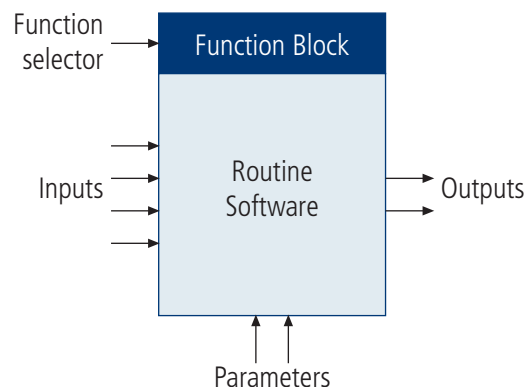 Function
selector
Function Block
Inputs
Routine
Software
Outputs
Parameters